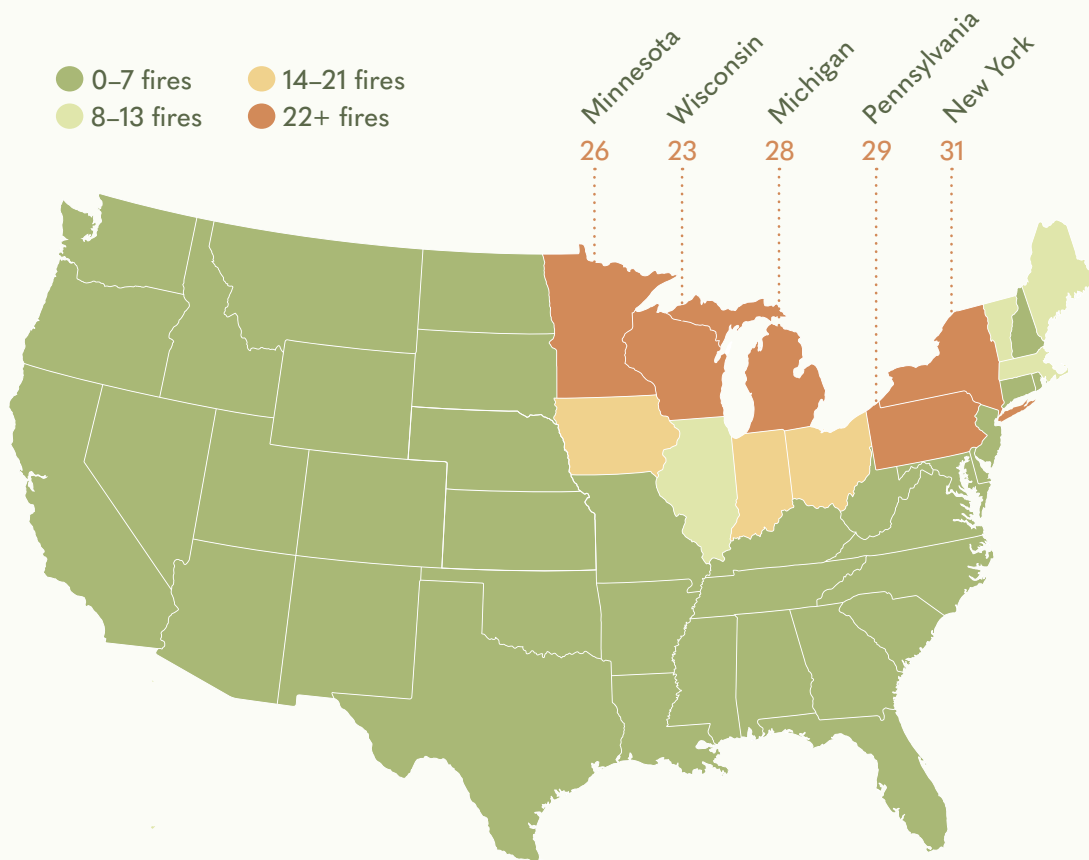 0–7 fires
8–13 fires
14–21 fires
22+ fires
Minnesota
26
Wisconsin
23
Michigan
28
Pennsylvania
29
New York
31